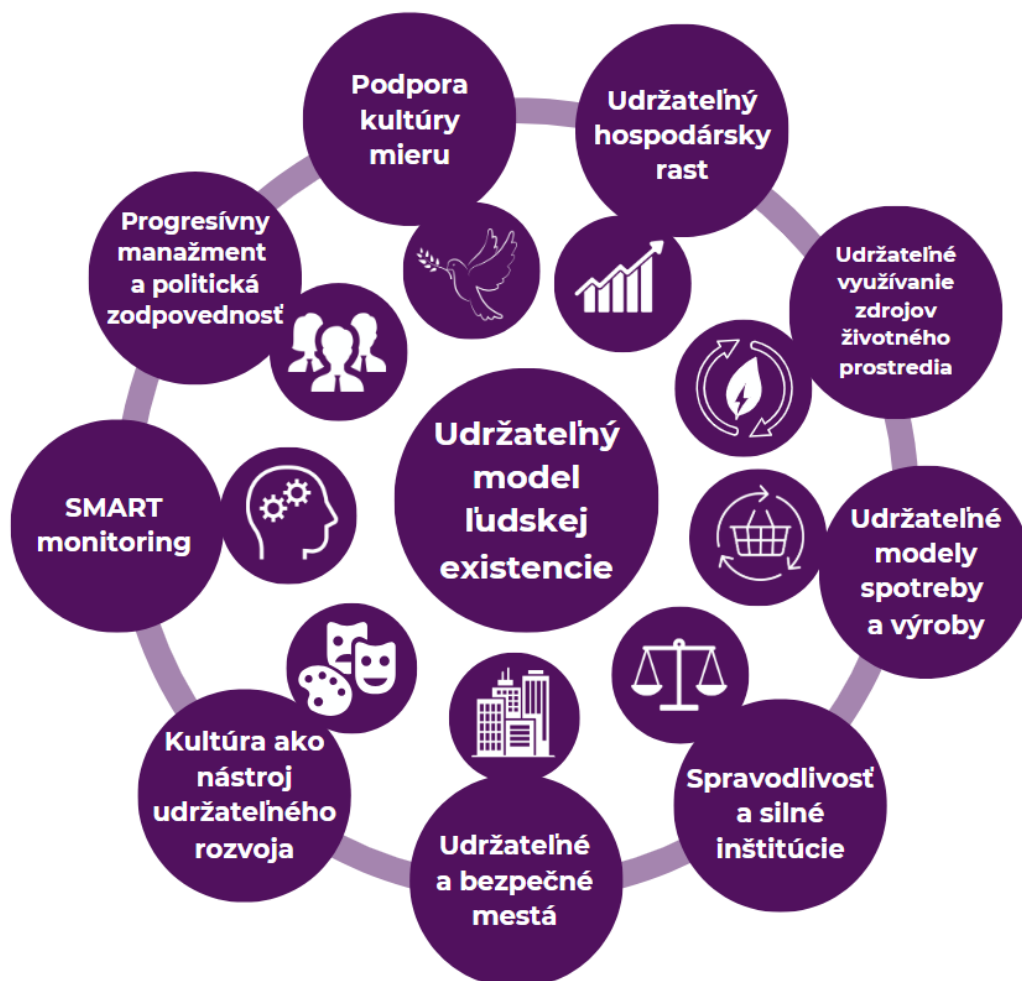 Podpora
kultúry
mieru
Udržateľný
hospodársky
rast
Udržateľné
využívanie
zdrojov
životného
prostredia
Udržateľné
modely
spotreby
a výroby
Spravodlivosť
a silné
inštitúcie
Udržateľné
a bezpečné
mestá
Kultúra ako
nástroj
udržateľného
rozvoja
SMART
monitoring
Progresívny
manažment
a politická
zodpovednosť
Udržateľný
model
ľudskej
existencie